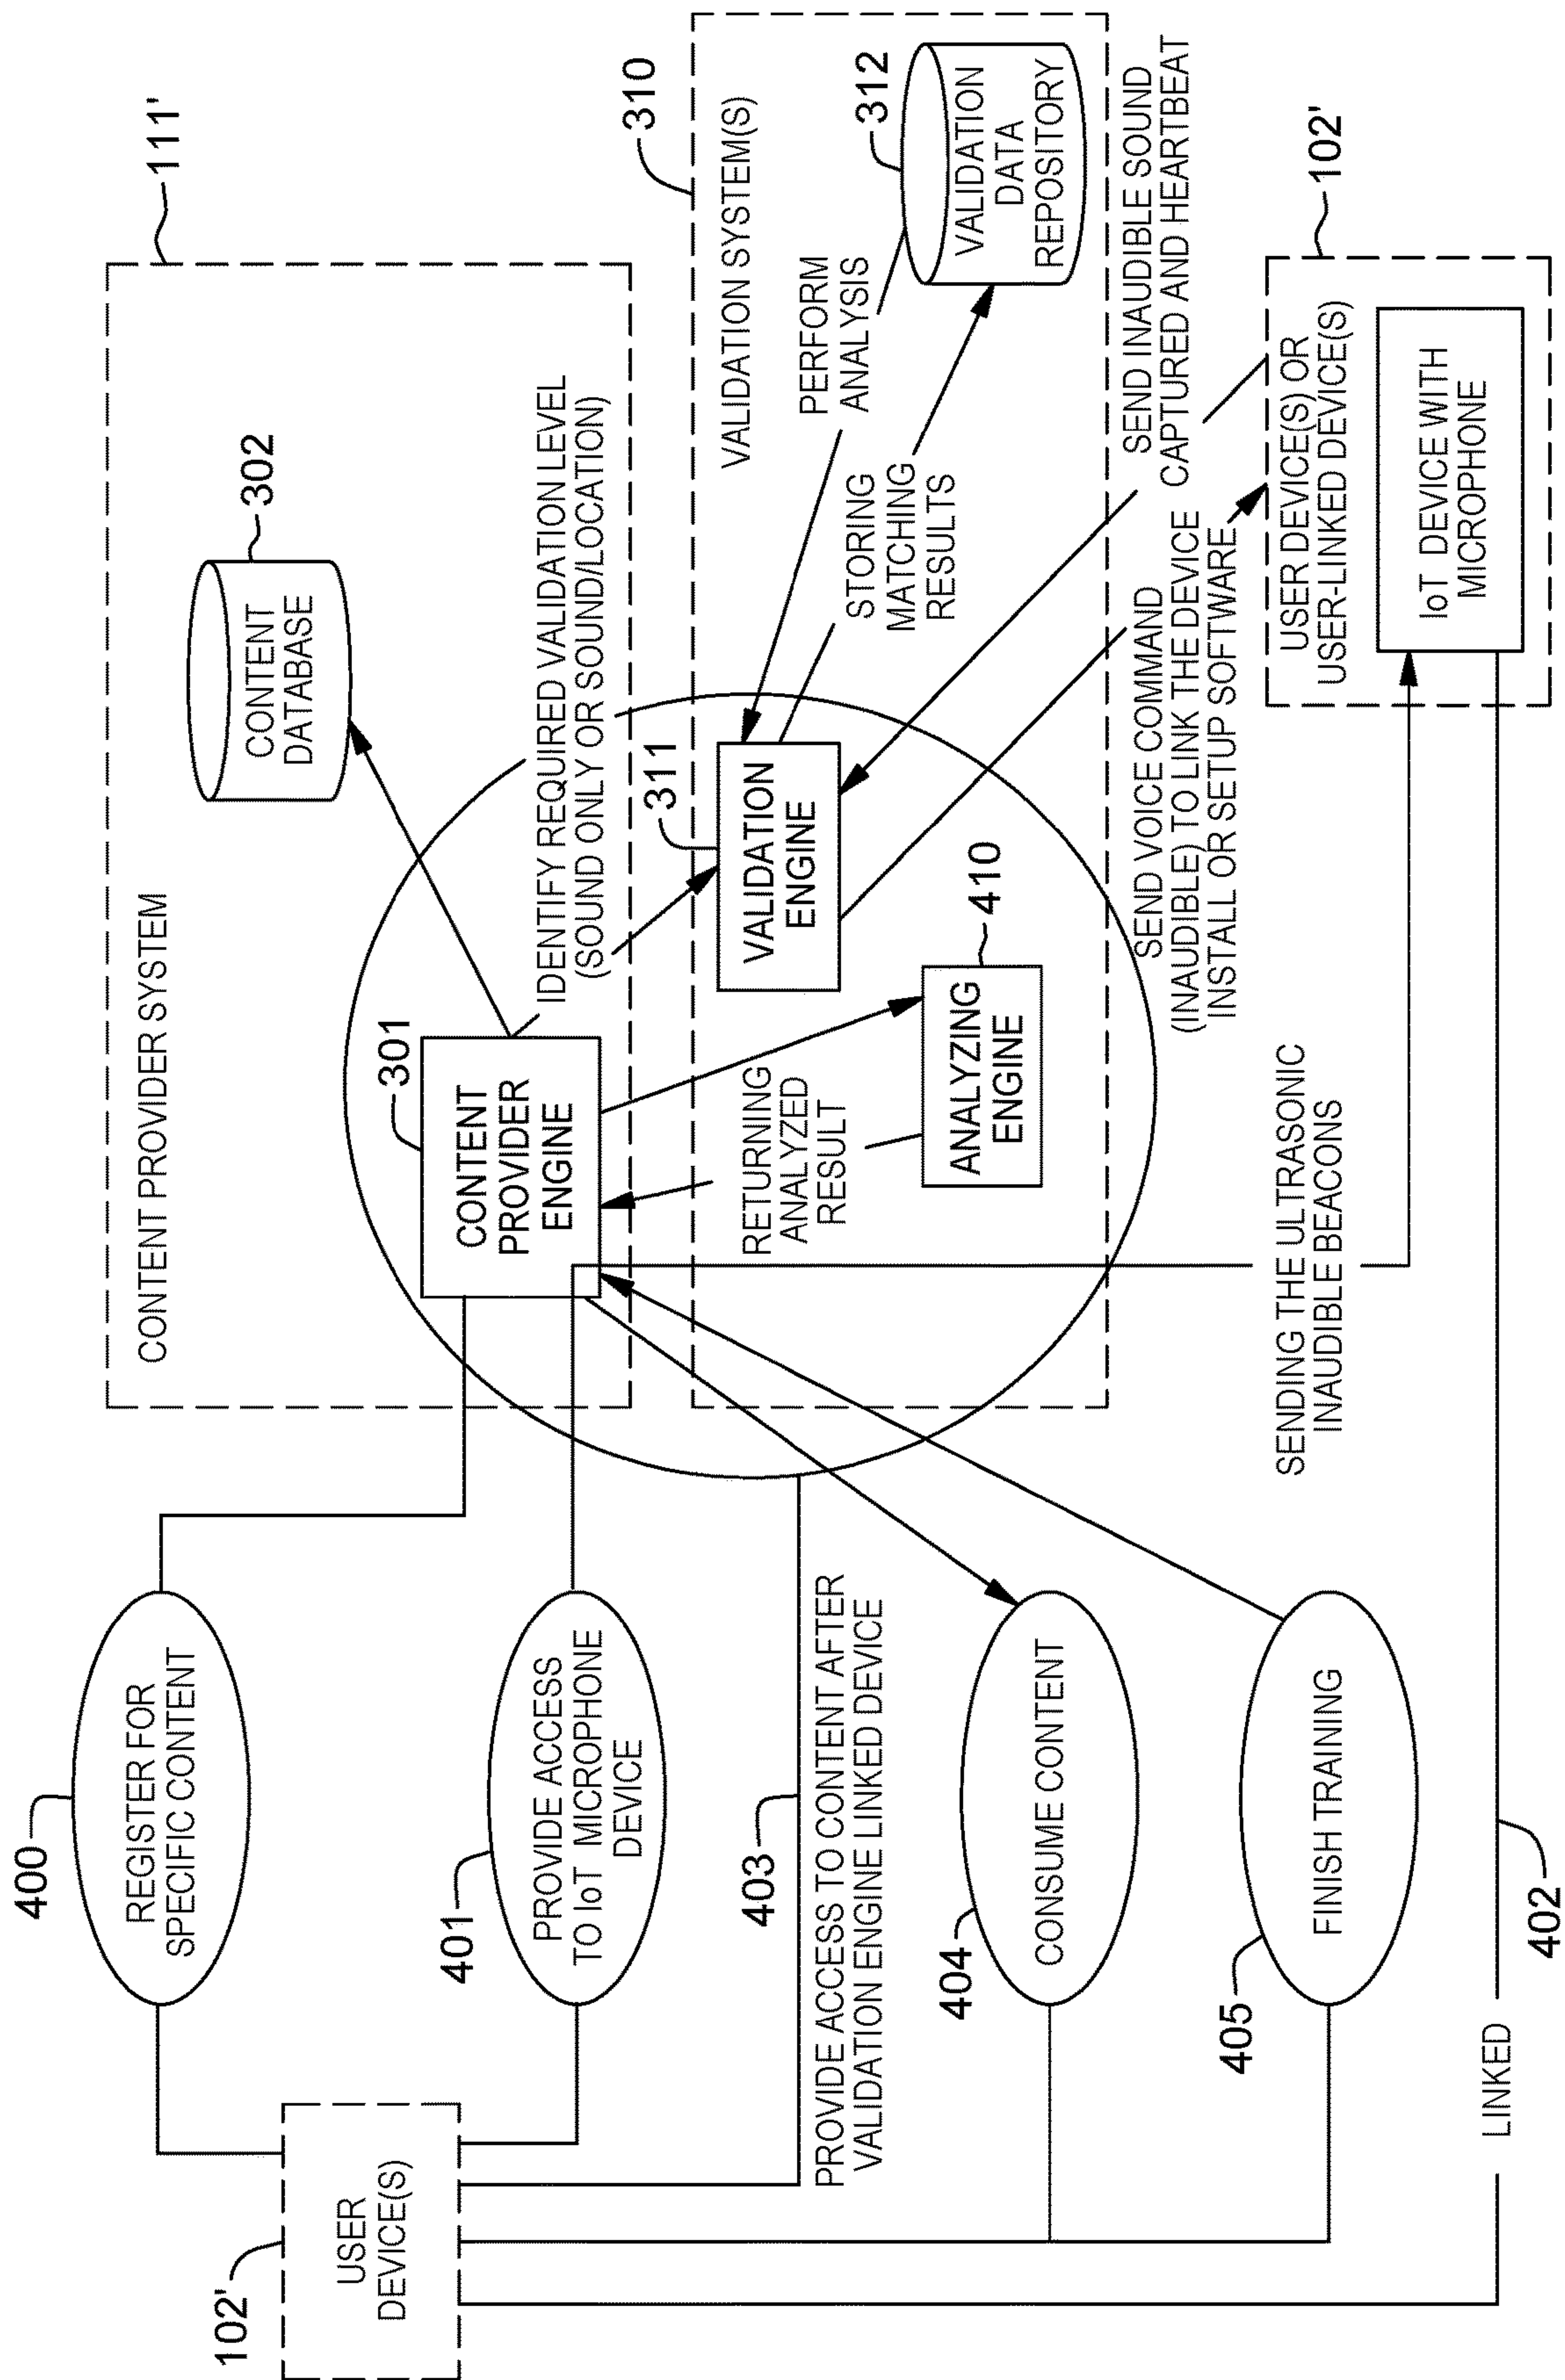 102'
USER
DEVICE(S)
400
REGISTER FOR
SPECIFIC CONTENT
401
PROVIDE ACCESS
TO IoT MICROPHONE
DEVICE
403
PROVIDE ACCESS TO CONTENT AFTER
VALIDATION ENGINE LINKED DEVICE
404
CONSUME CONTENT
405
FINISH TRAINING
LINKED
402
111'
CONTENT PROVIDER SYSTEM
301
CONTENT
PROVIDER
ENGINE
302
CONTENT
DATABASE
IDENTIFY REQUIRED VALIDATION LEVEL
(SOUND ONLY OR SOUND/LOCATION)
310
VALIDATION SYSTEM(S)
311
VALIDATION
ENGINE
312
VALIDATION
DATA
REPOSITORY
PERFORM
ANALYSIS
STORING
MATCHING
RESULTS
RETURNING
ANALYZED
RESULT
410
ANALYZING
ENGINE
SEND INAUDIBLE SOUND
CAPTURED AND HEARTBEAT
SEND VOICE COMMAND
(INAUDIBLE) TO LINK THE DEVICE
INSTALL OR SETUP SOFTWARE
SENDING THE ULTRASONIC
INAUDIBLE BEACONS
102'
USER DEVICE(S) OR
USER-LINKED DEVICE(S)
IoT DEVICE WITH
MICROPHONE